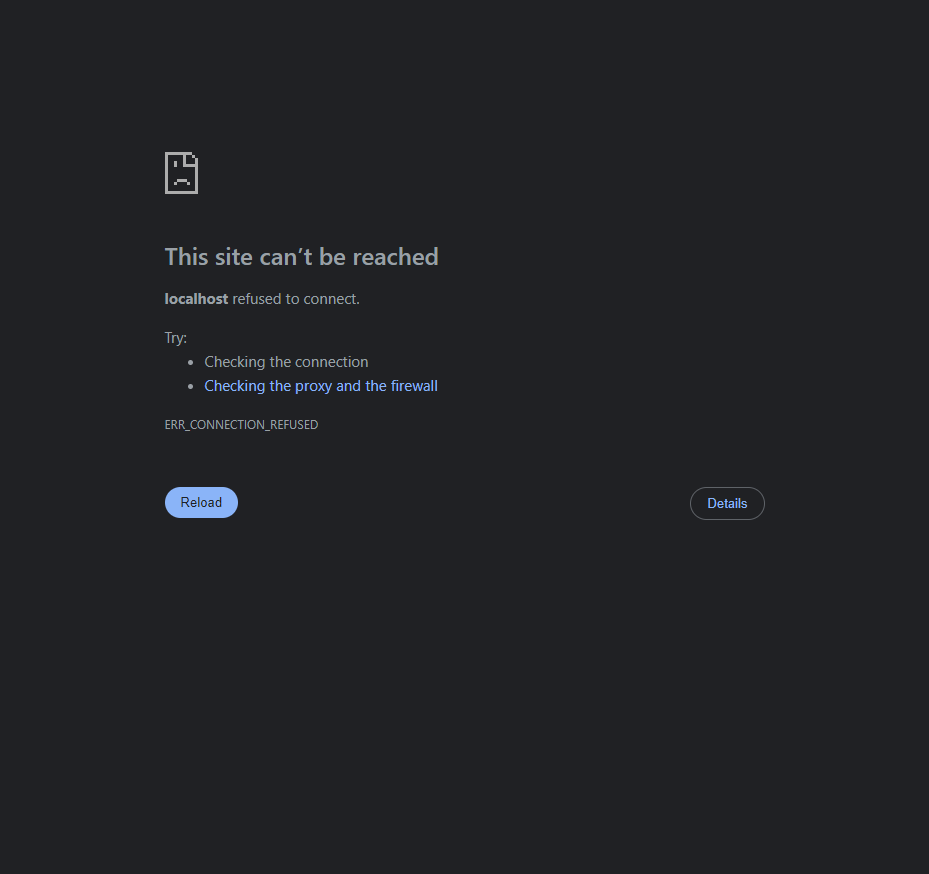 This site can’t be reached
localhost refused to connect.
Try:
• Checking the connection
• Checking the proxy and the firewall
ERR_CONNECTION_REFUSED
Reload
Details